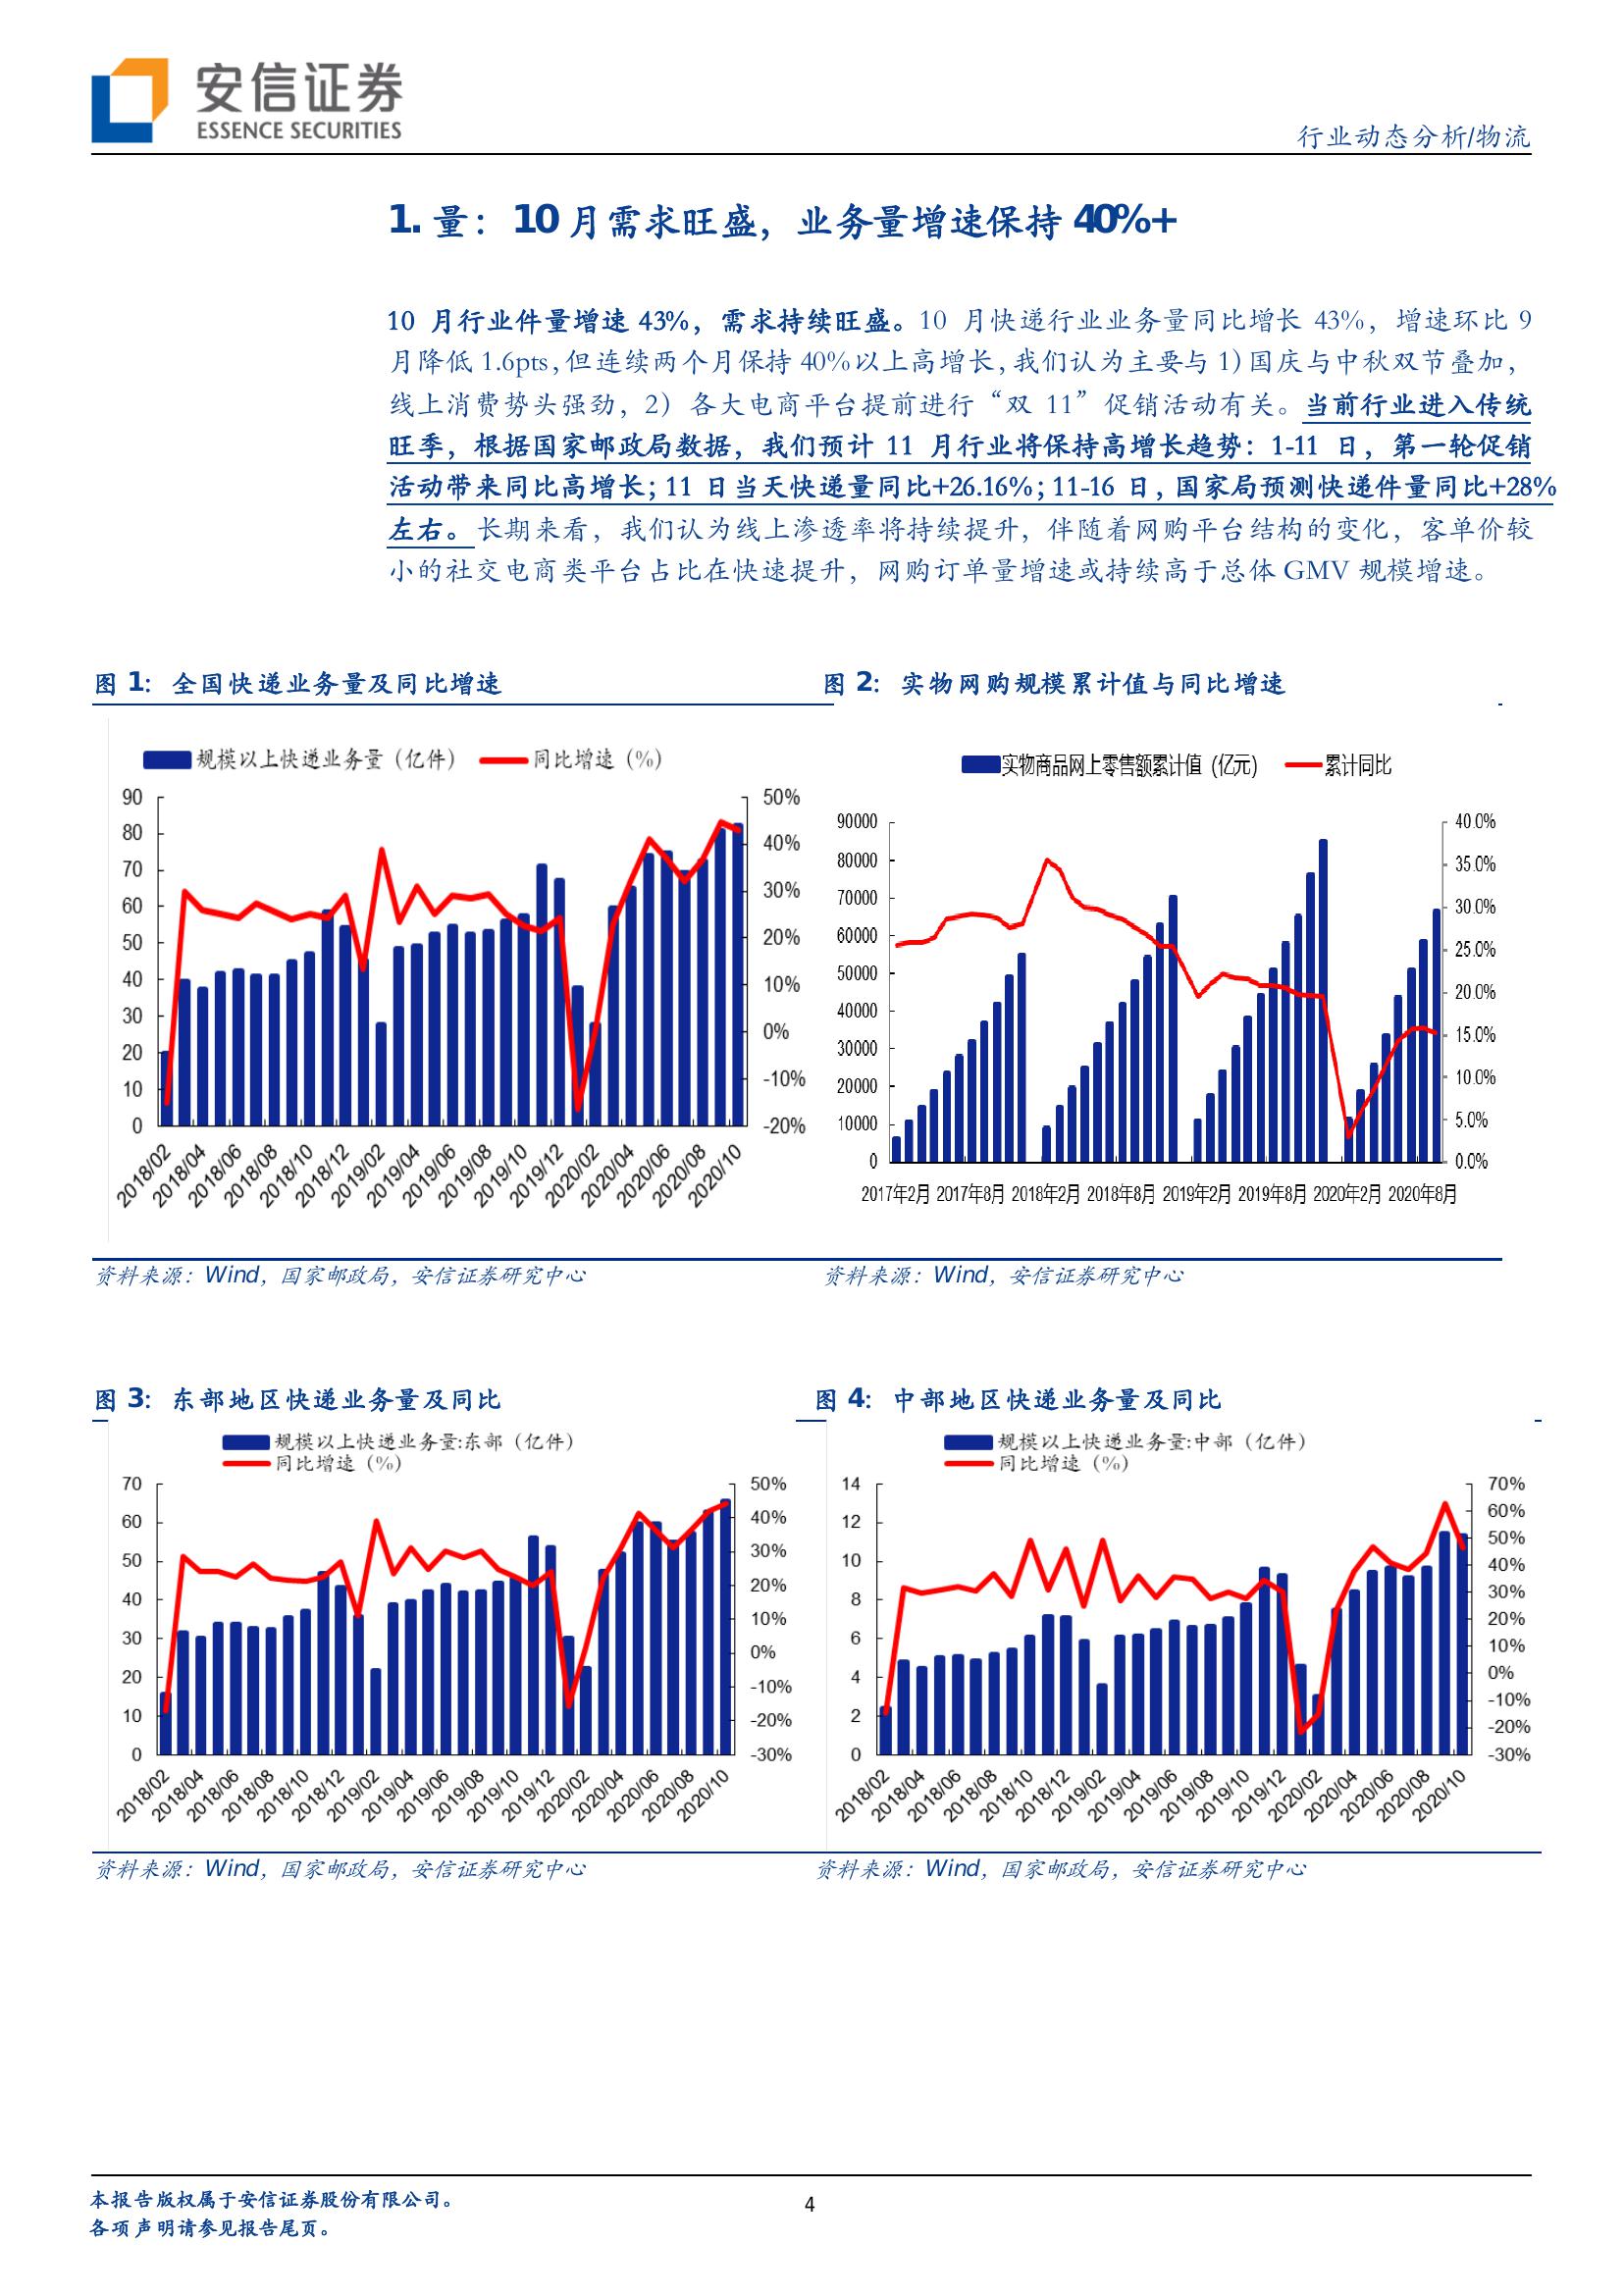 安信证券
ESSENCE SECURITIES
行业动态分析/物流
1. 量：10 月需求旺盛，业务量增速保持 40%+
10 月行业件量增速 43%，需求持续旺盛。10 月快递行业业务量同比增长 43%，增速环比 9
月降低 1.6pts，但连续两个月保持 40%以上高增长，我们认为主要与 1）国庆与中秋双节叠加，
线上消费势头强劲，2）各大电商平台提前进行“双 11”促销活动有关。当前行业进入传统
旺季，根据国家邮政局数据，我们预计 11 月行业将保持高增长趋势：1-11 日，第一轮促销
活动带来同比高增长；11 日当天快递量同比+26.16%；11-16 日，国家局预测快递件量同比+28%
左右。长期来看，我们认为线上渗透率将持续提升，伴随着网购平台结构的变化，客单价较
小的社交电商类平台占比在快速提升，网购订单量增速或持续高于总体 GMV 规模增速。
图 1：全国快递业务量及同比增速
规模以上快递业务量（亿件） 同比增速（%）
90
80
70
60
50
40
30
20
10
0
50%
40%
30%
20%
10%
0%
-10%
-20%
2018/02 2018/04 2018/06 2018/08 2018/10 2018/12 2019/02 2019/04 2019/06 2019/08 2019/10 2019/12 2020/02 2020/04 2020/06 2020/08 2020/10
资料来源：Wind，国家邮政局，安信证券研究中心
图 2：实物网购规模累计值与同比增速
实物商品网上零售额累计值 (亿元) 累计同比
90000
80000
70000
60000
50000
40000
30000
20000
10000
0
40.0%
35.0%
30.0%
25.0%
20.0%
15.0%
10.0%
5.0%
0.0%
2017年2月 2017年8月 2018年2月 2018年8月 2019年2月 2019年8月 2020年2月 2020年8月
资料来源：Wind，安信证券研究中心
图 3：东部地区快递业务量及同比
规模以上快递业务量:东部（亿件）
同比增速（%）
70
60
50
40
30
20
10
0
50%
40%
30%
20%
10%
0%
-10%
-20%
-30%
2018/02 2018/04 2018/06 2018/08 2018/10 2018/12 2019/02 2019/04 2019/06 2019/08 2019/10 2019/12 2020/02 2020/04 2020/06 2020/08 2020/10
资料来源：Wind，国家邮政局，安信证券研究中心
图 4：中部地区快递业务量及同比
规模以上快递业务量:中部（亿件）
同比增速（%）
14
12
10
8
6
4
2
0
70%
60%
50%
40%
30%
20%
10%
0%
-10%
-20%
-30%
2018/02 2018/04 2018/06 2018/08 2018/10 2018/12 2019/02 2019/04 2019/06 2019/08 2019/10 2019/12 2020/02 2020/04 2020/06 2020/08 2020/10
资料来源：Wind，国家邮政局，安信证券研究中心
本报告版权属于安信证券股份有限公司。
各项声明请参见报告尾页。
4